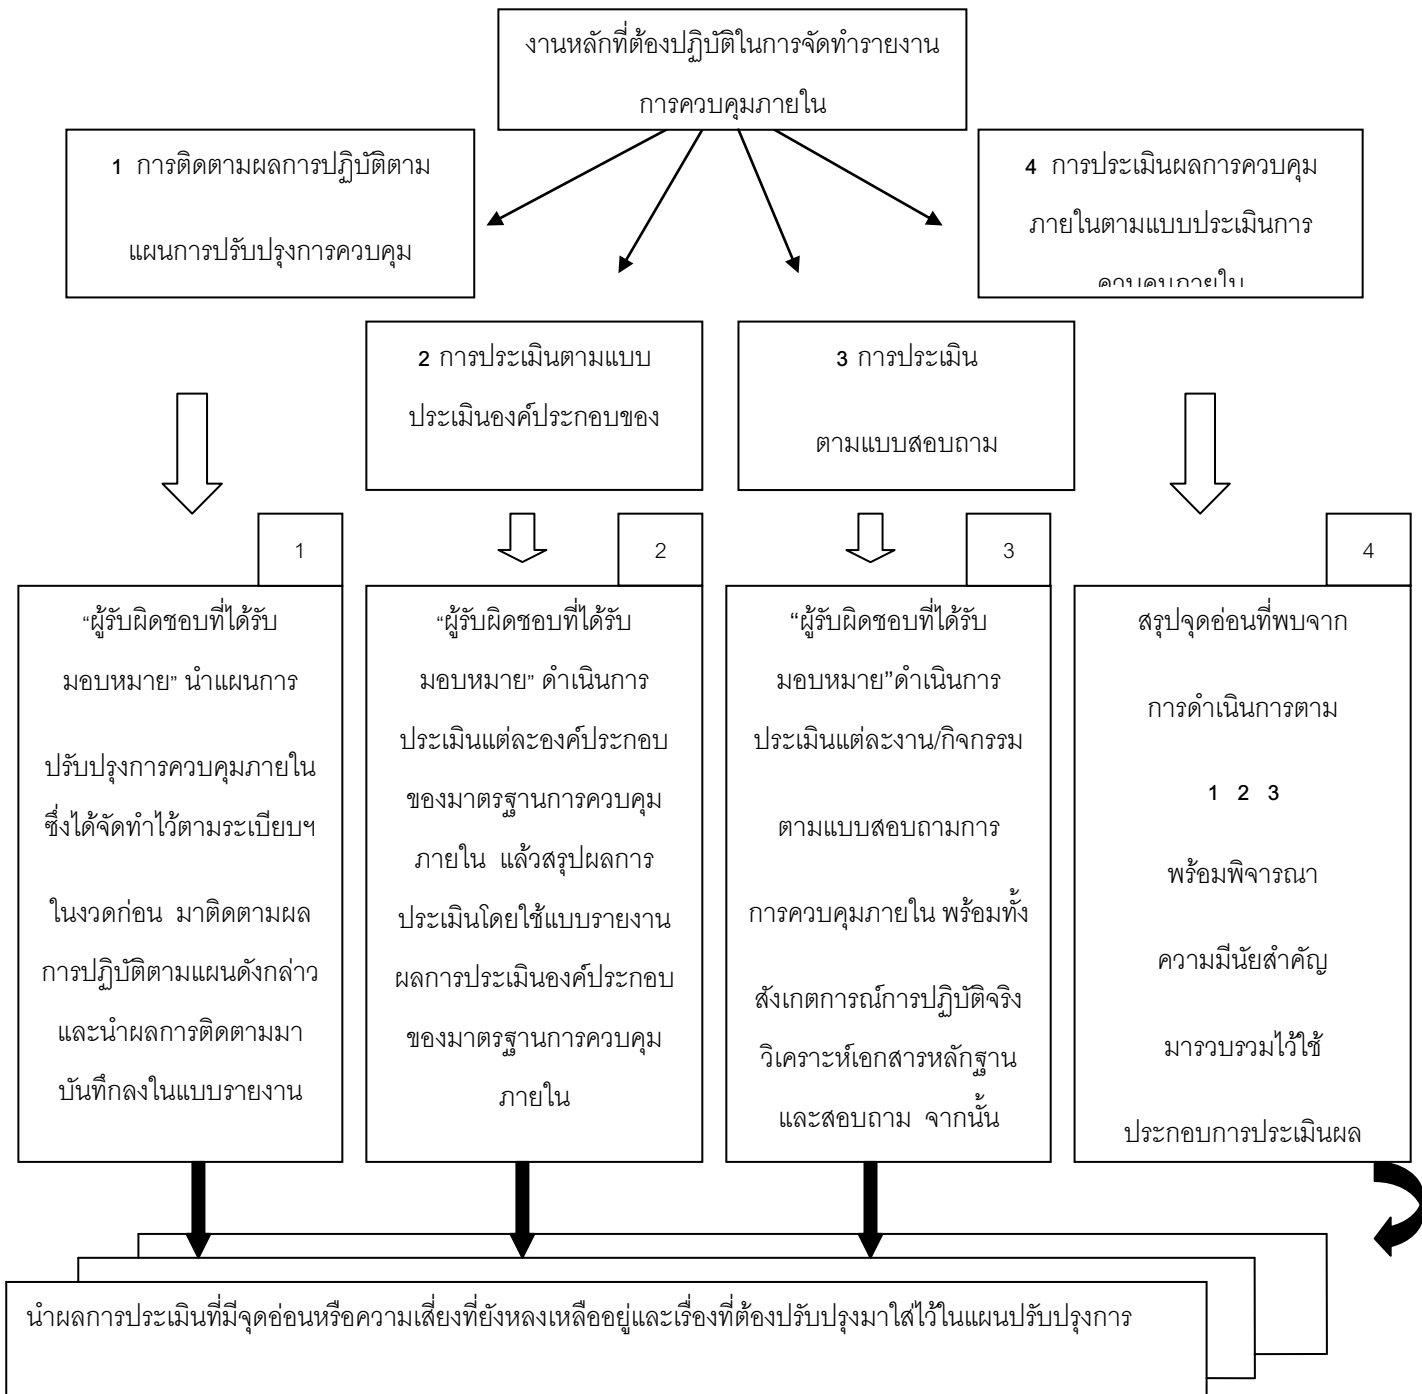 งานหลักที่ต้องปฏิบัติในการจัดทำรายงาน
การควบคุมภายใน
1 การติดตามผลการปฏิบัติตาม
แผนการปรับปรุงการควบคุม
4 การประเมินผลการควบคุม
ภายในตามแบบประเมินการ
ควบคุมภายใน
2 การประเมินตามแบบ
ประเมินองค์ประกอบของ
3 การประเมิน
ตามแบบสอบถาม
1
“ผู้รับผิดชอบที่ได้รับ
มอบหมาย” นำแผนการ
ปรับปรุงการควบคุมภายใน
ซึ่งได้จัดทำไว้ตามระเบียบฯ
ในงวดก่อน มาติดตามผล
การปฏิบัติตามแผนดังกล่าว
และนำผลการติดตามมา
บันทึกลงในแบบรายงาน
2
“ผู้รับผิดชอบที่ได้รับ
มอบหมาย” ดำเนินการ
ประเมินแต่ละองค์ประกอบ
ของมาตรฐานการควบคุม
ภายใน แล้วสรุปผลการ
ประเมินโดยใช้แบบรายงาน
ผลการประเมินองค์ประกอบ
ของมาตรฐานการควบคุม
ภายใน
3
“ผู้รับผิดชอบที่ได้รับ
มอบหมาย”ดำเนินการ
ประเมินแต่ละงาน/กิจกรรม
ตามแบบสอบถามการ
การควบคุมภายใน พร้อมทั้ง
สังเกตการณ์การปฏิบัติจริง
วิเคราะห์เอกสารหลักฐาน
และสอบถาม จากนั้น
4
สรุปจุดอ่อนที่พบจาก
การดำเนินการตาม
1 2 3
พร้อมพิจารณา
ความมีนัยสำคัญ
มารวบรวมไว้ใช้
ประกอบการประเมินผล
นำผลการประเมินที่มีจุดอ่อนหรือความเสี่ยงที่ยังหลงเหลืออยู่และเรื่องที่ต้องปรับปรุงมาใส่ไว้ในแผนปรับปรุงการ